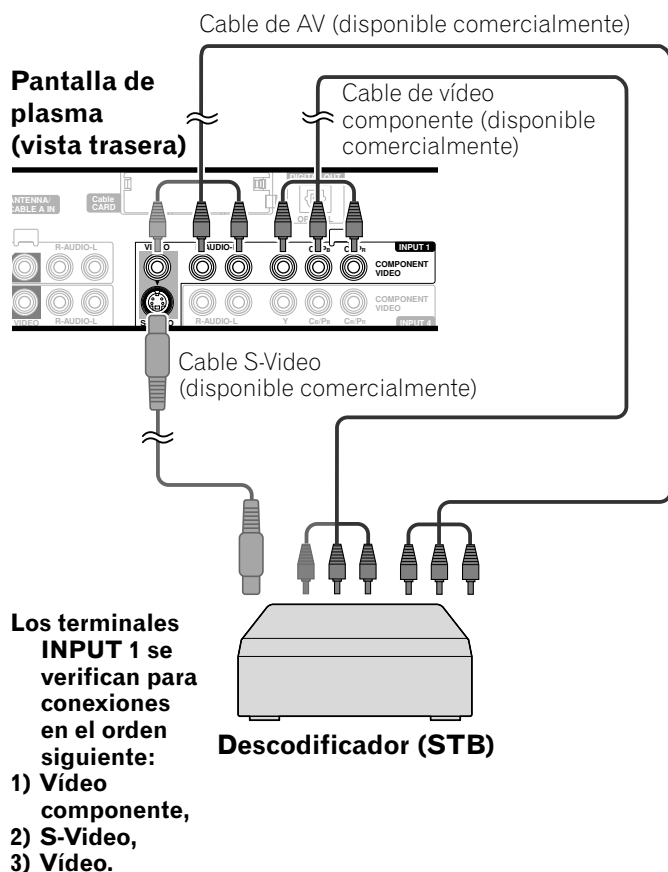 Cable de AV (disponible comercialmente)
Pantalla de
plasma
(vista trasera)
Cable de vídeo
componente (disponible
comercialmente)
CABLE A IN
Cable
CARD
R-AUDIO-L
INPUT 1
COMPONENT
VIDEO
COMPONENT
VIDEO
VIDEO
R-AUDIO-L
R-AUDIO-L
Y
CB/PB
CR/PR
INPUT 4
Cable S-Video
(disponible comercialmente)
Los terminales
INPUT 1 se
verifican para
conexiones
en el orden
siguiente:
1) Vídeo
componente,
2) S-Video,
3) Vídeo.
Descodificador (STB)